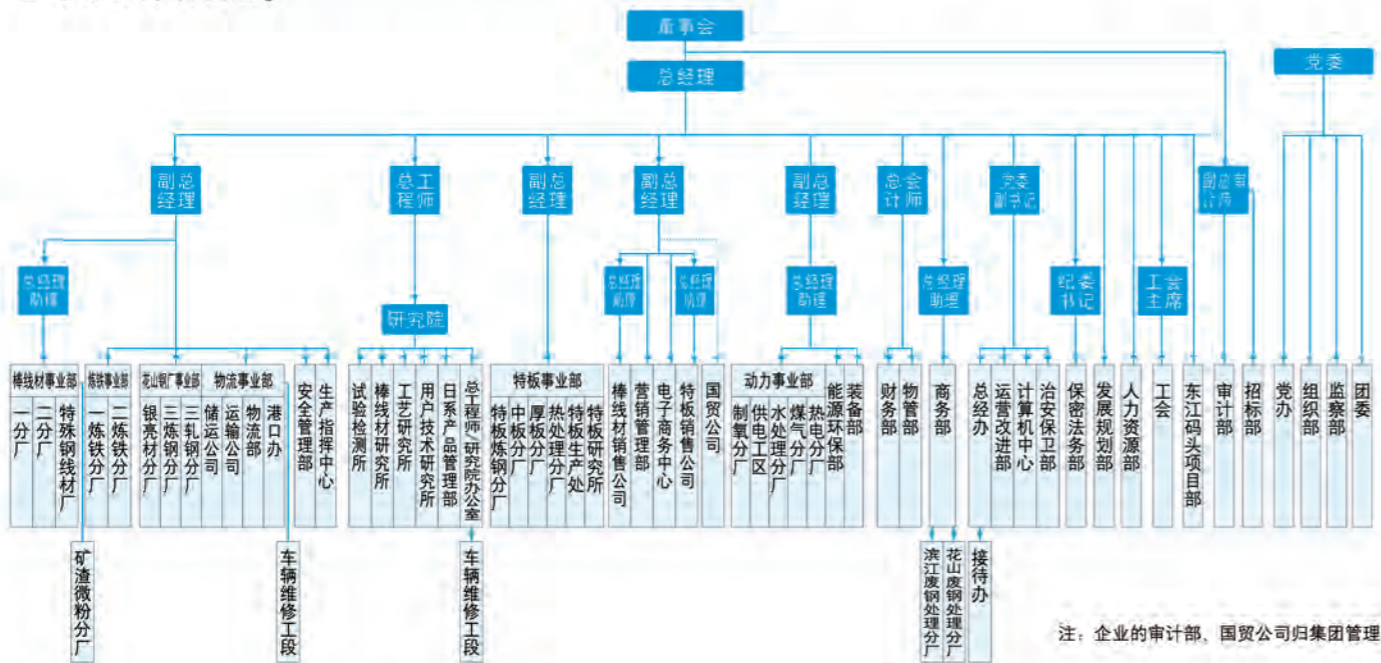 董事会
总经理
党委
副总经理
总工程师
副总经理
副总经理
副总经理
总会计师
党委副书记
副总审计师
总经理助理
总经理助理
总经理助理
总经理助理
总经理助理
纪委书记
工会主席
研究院
棒线材事业部
炼铁事业部
花山钢厂事业部
物流事业部
特板事业部
动力事业部
一分厂
二分厂
特殊钢线材厂
一炼铁分厂
二炼铁分厂
银亮材分厂
三炼钢分厂
三轧钢分厂
储运公司
运输公司
物流部
港口办
安全管理部
生产指挥中心
试验检测所
棒线材研究所
工艺研究所
用户技术研究所
日系产品管理部
总工程师/研究院办公室
特板炼钢分厂
中板分厂
厚板分厂
热处理分厂
特板生产处
特板研究所
棒线材销售公司
营销管理部
电子商务中心
特板销售公司
国贸公司
制氧分厂
供电工区
水处理分厂
煤气分厂
热电分厂
能源环保部
装备部
财务部
物管部
商务部
总经办
运营改进部
计算机中心
治安保卫部
保密法务部
发展规划部
人力资源部
工会
东江码头项目部
审计部
招标部
党办
组织部
监察部
团委
矿渣微粉分厂
车辆维修工段
车辆维修工段
滨江废钢处理分厂
花山废钢处理分厂
接待办
注：企业的审计部、国贸公司归集团管理